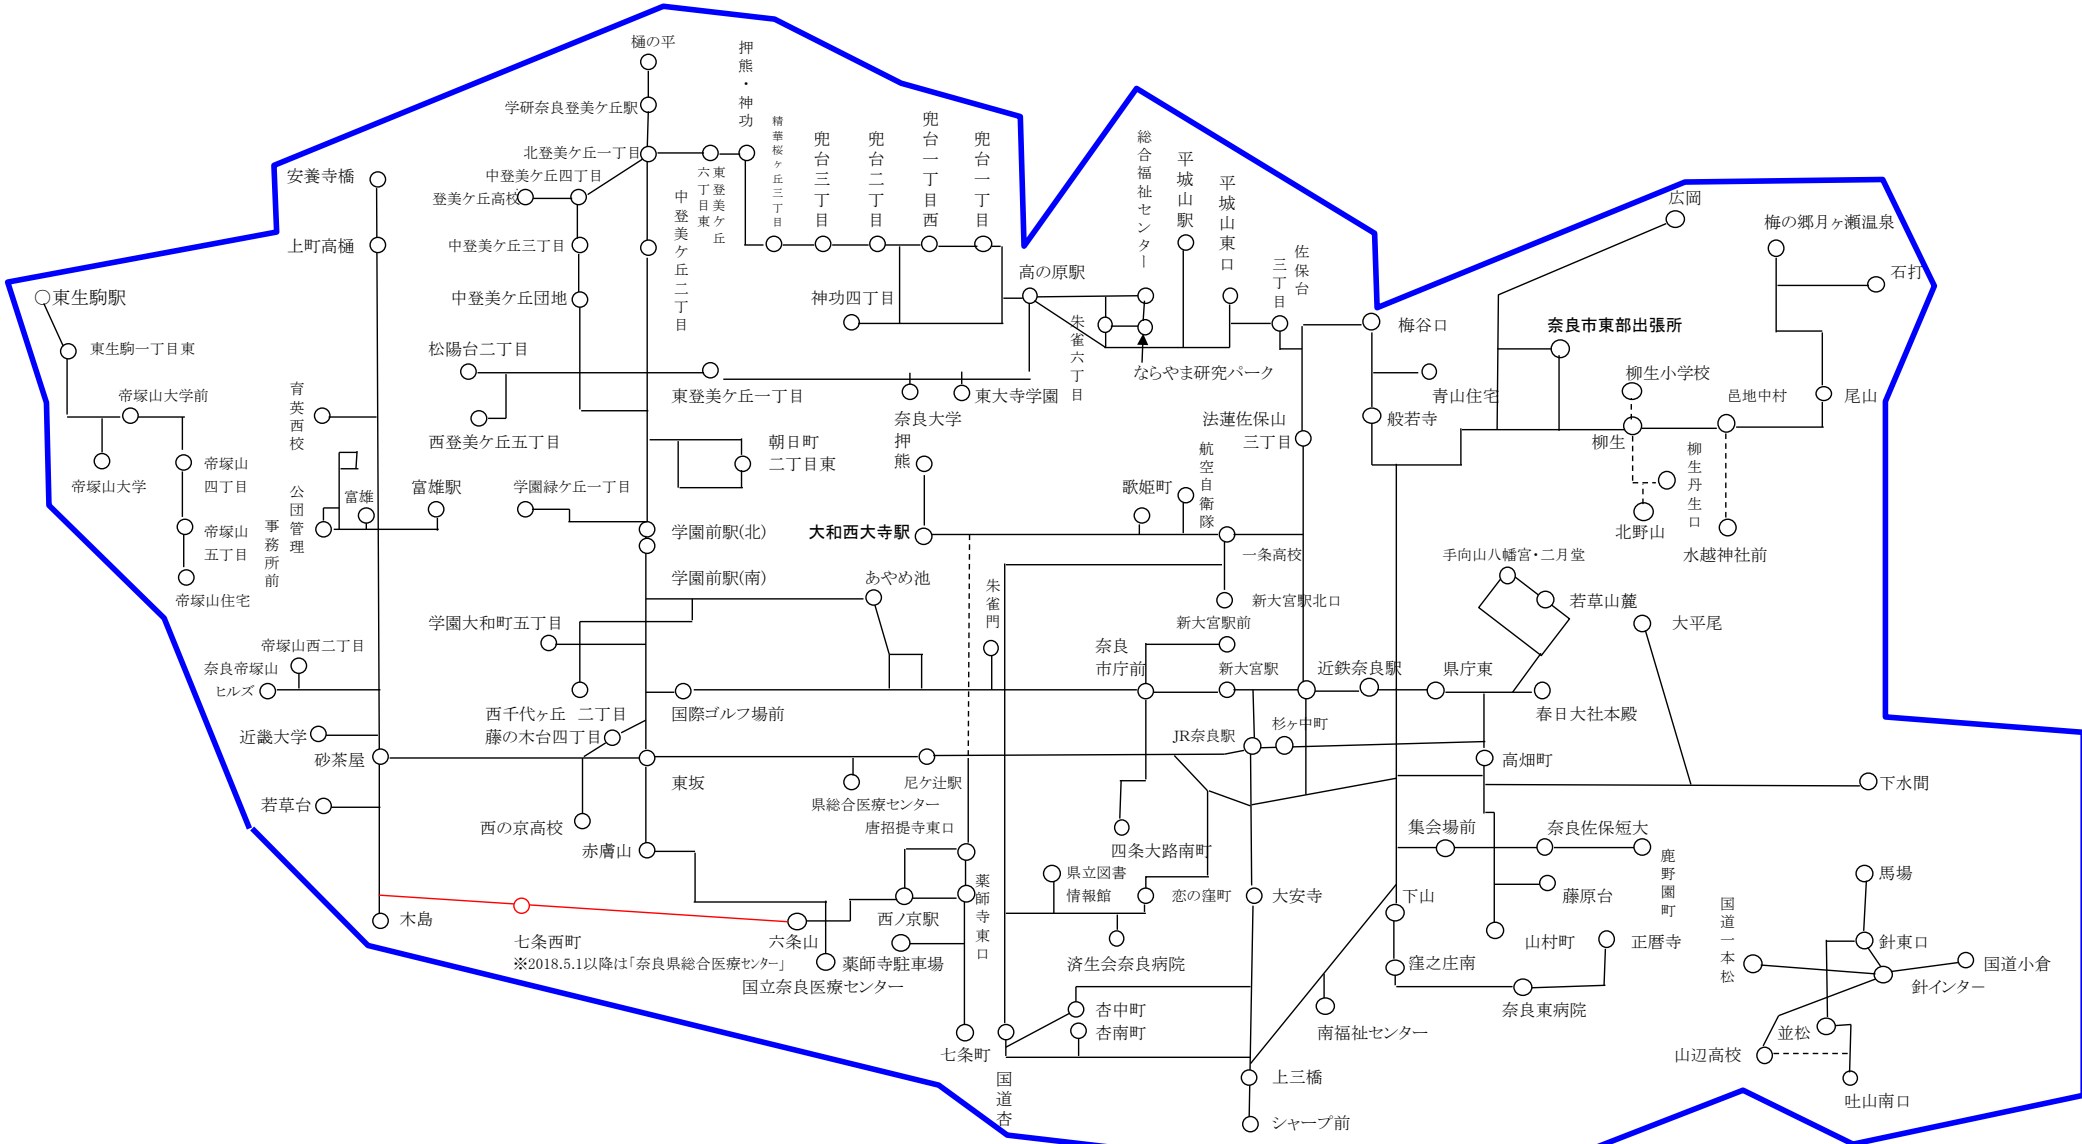 樋の平
押熊・神功
学研奈良登美ケ丘駅
北登美ケ丘一丁目
精華桜ヶ丘三丁目
兜台三丁目
兜台二丁目
兜台一丁目西
兜台一丁目
総合福祉センター
平城山駅
平城山東口
佐保台
三丁目
広岡
梅の郷月ヶ瀬温泉
石打
安養寺橋
中登美ケ丘四丁目
登美ケ丘高校
東登美ケ丘
六丁目東
中登美ケ丘二丁目
上町高樋
中登美ケ丘三丁目
中登美ケ丘団地
神功四丁目
高の原駅
朱雀六丁目
ならやま研究パーク
梅谷口
奈良市東部出張所
東生駒駅
東生駒一丁目東
松陽台二丁目
東登美ケ丘一丁目
奈良大学
東大寺学園
青山住宅
柳生小学校
邑地中村
尾山
帝塚山大学前
育英西校
西登美ケ丘五丁目
朝日町
二丁目東
押熊
法蓮佐保山
三丁目
般若寺
柳生
柳生丹生口
帝塚山大学
帝塚山
四丁目
公団管理
事務所前
富雄
富雄駅
学園緑ケ丘一丁目
歌姫町
航空自衛隊
北野山
水越神社前
帝塚山
五丁目
学園前駅(北)
大和西大寺駅
一条高校
手向山八幡宮・二月堂
帝塚山住宅
学園前駅(南)
あやめ池
朱雀門
新大宮駅北口
若草山麓
大平尾
学園大和町五丁目
新大宮駅前
帝塚山西二丁目
奈良帝塚山
ヒルズ
奈良
市庁前
新大宮駅
近鉄奈良駅
県庁東
西千代ヶ丘 二丁目
国際ゴルフ場前
春日大社本殿
近畿大学
藤の木台四丁目
JR奈良駅
杉ヶ中町
砂茶屋
東坂
尼ケ辻駅
高畑町
下水間
若草台
県総合医療センター
西の京高校
唐招提寺東口
四条大路南町
集会場前
奈良佐保短大
鹿野園町
赤膚山
県立図書
情報館
恋の窪町
大安寺
下山
藤原台
馬場
木島
七条西町
※2018.5.1以降は「奈良県総合医療センター」
六条山
西ノ京駅
薬師寺東口
薬師寺駐車場
国立奈良医療センター
済生会奈良病院
窪之庄南
山村町
正暦寺
国道一本松
針東口
国道小倉
針インター
奈良東病院
杏中町
杏南町
南福祉センター
並松
七条町
山辺高校
国道杏
上三橋
吐山南口
シャープ前